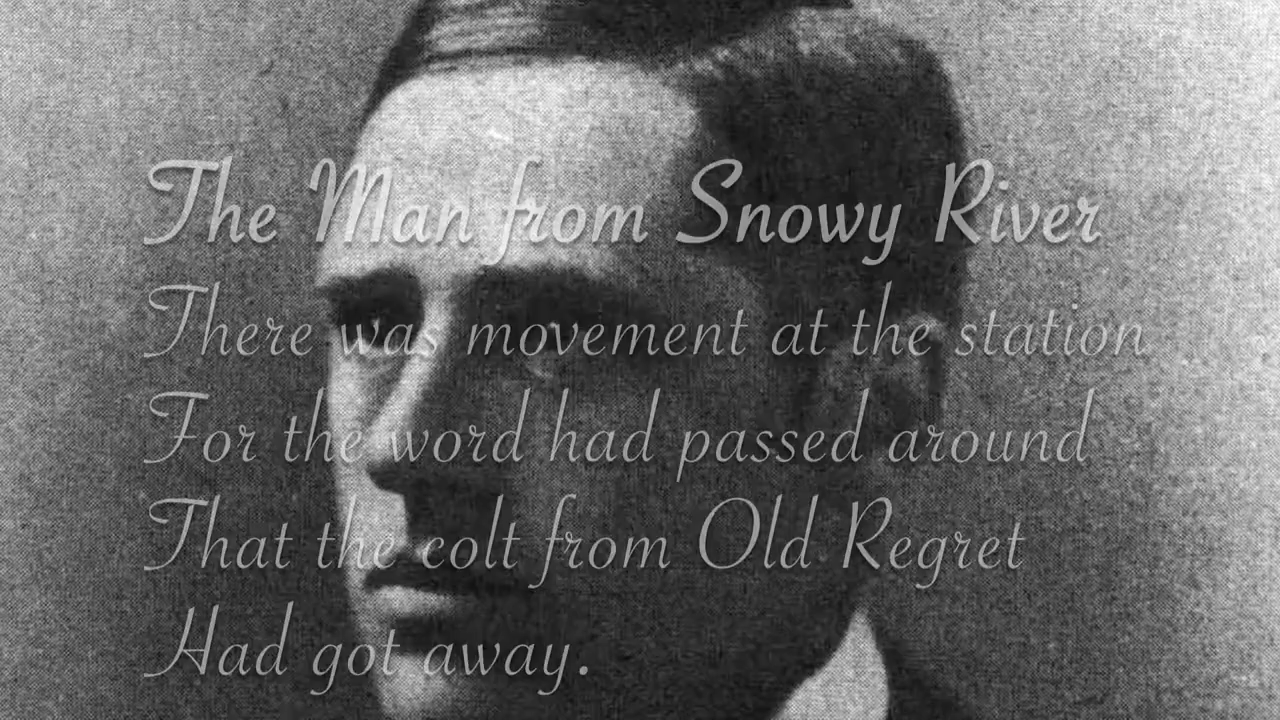 The Man from Snowy River
There was movement at the station
For the word had passed around
That the colt from Old Regret
Had got away.